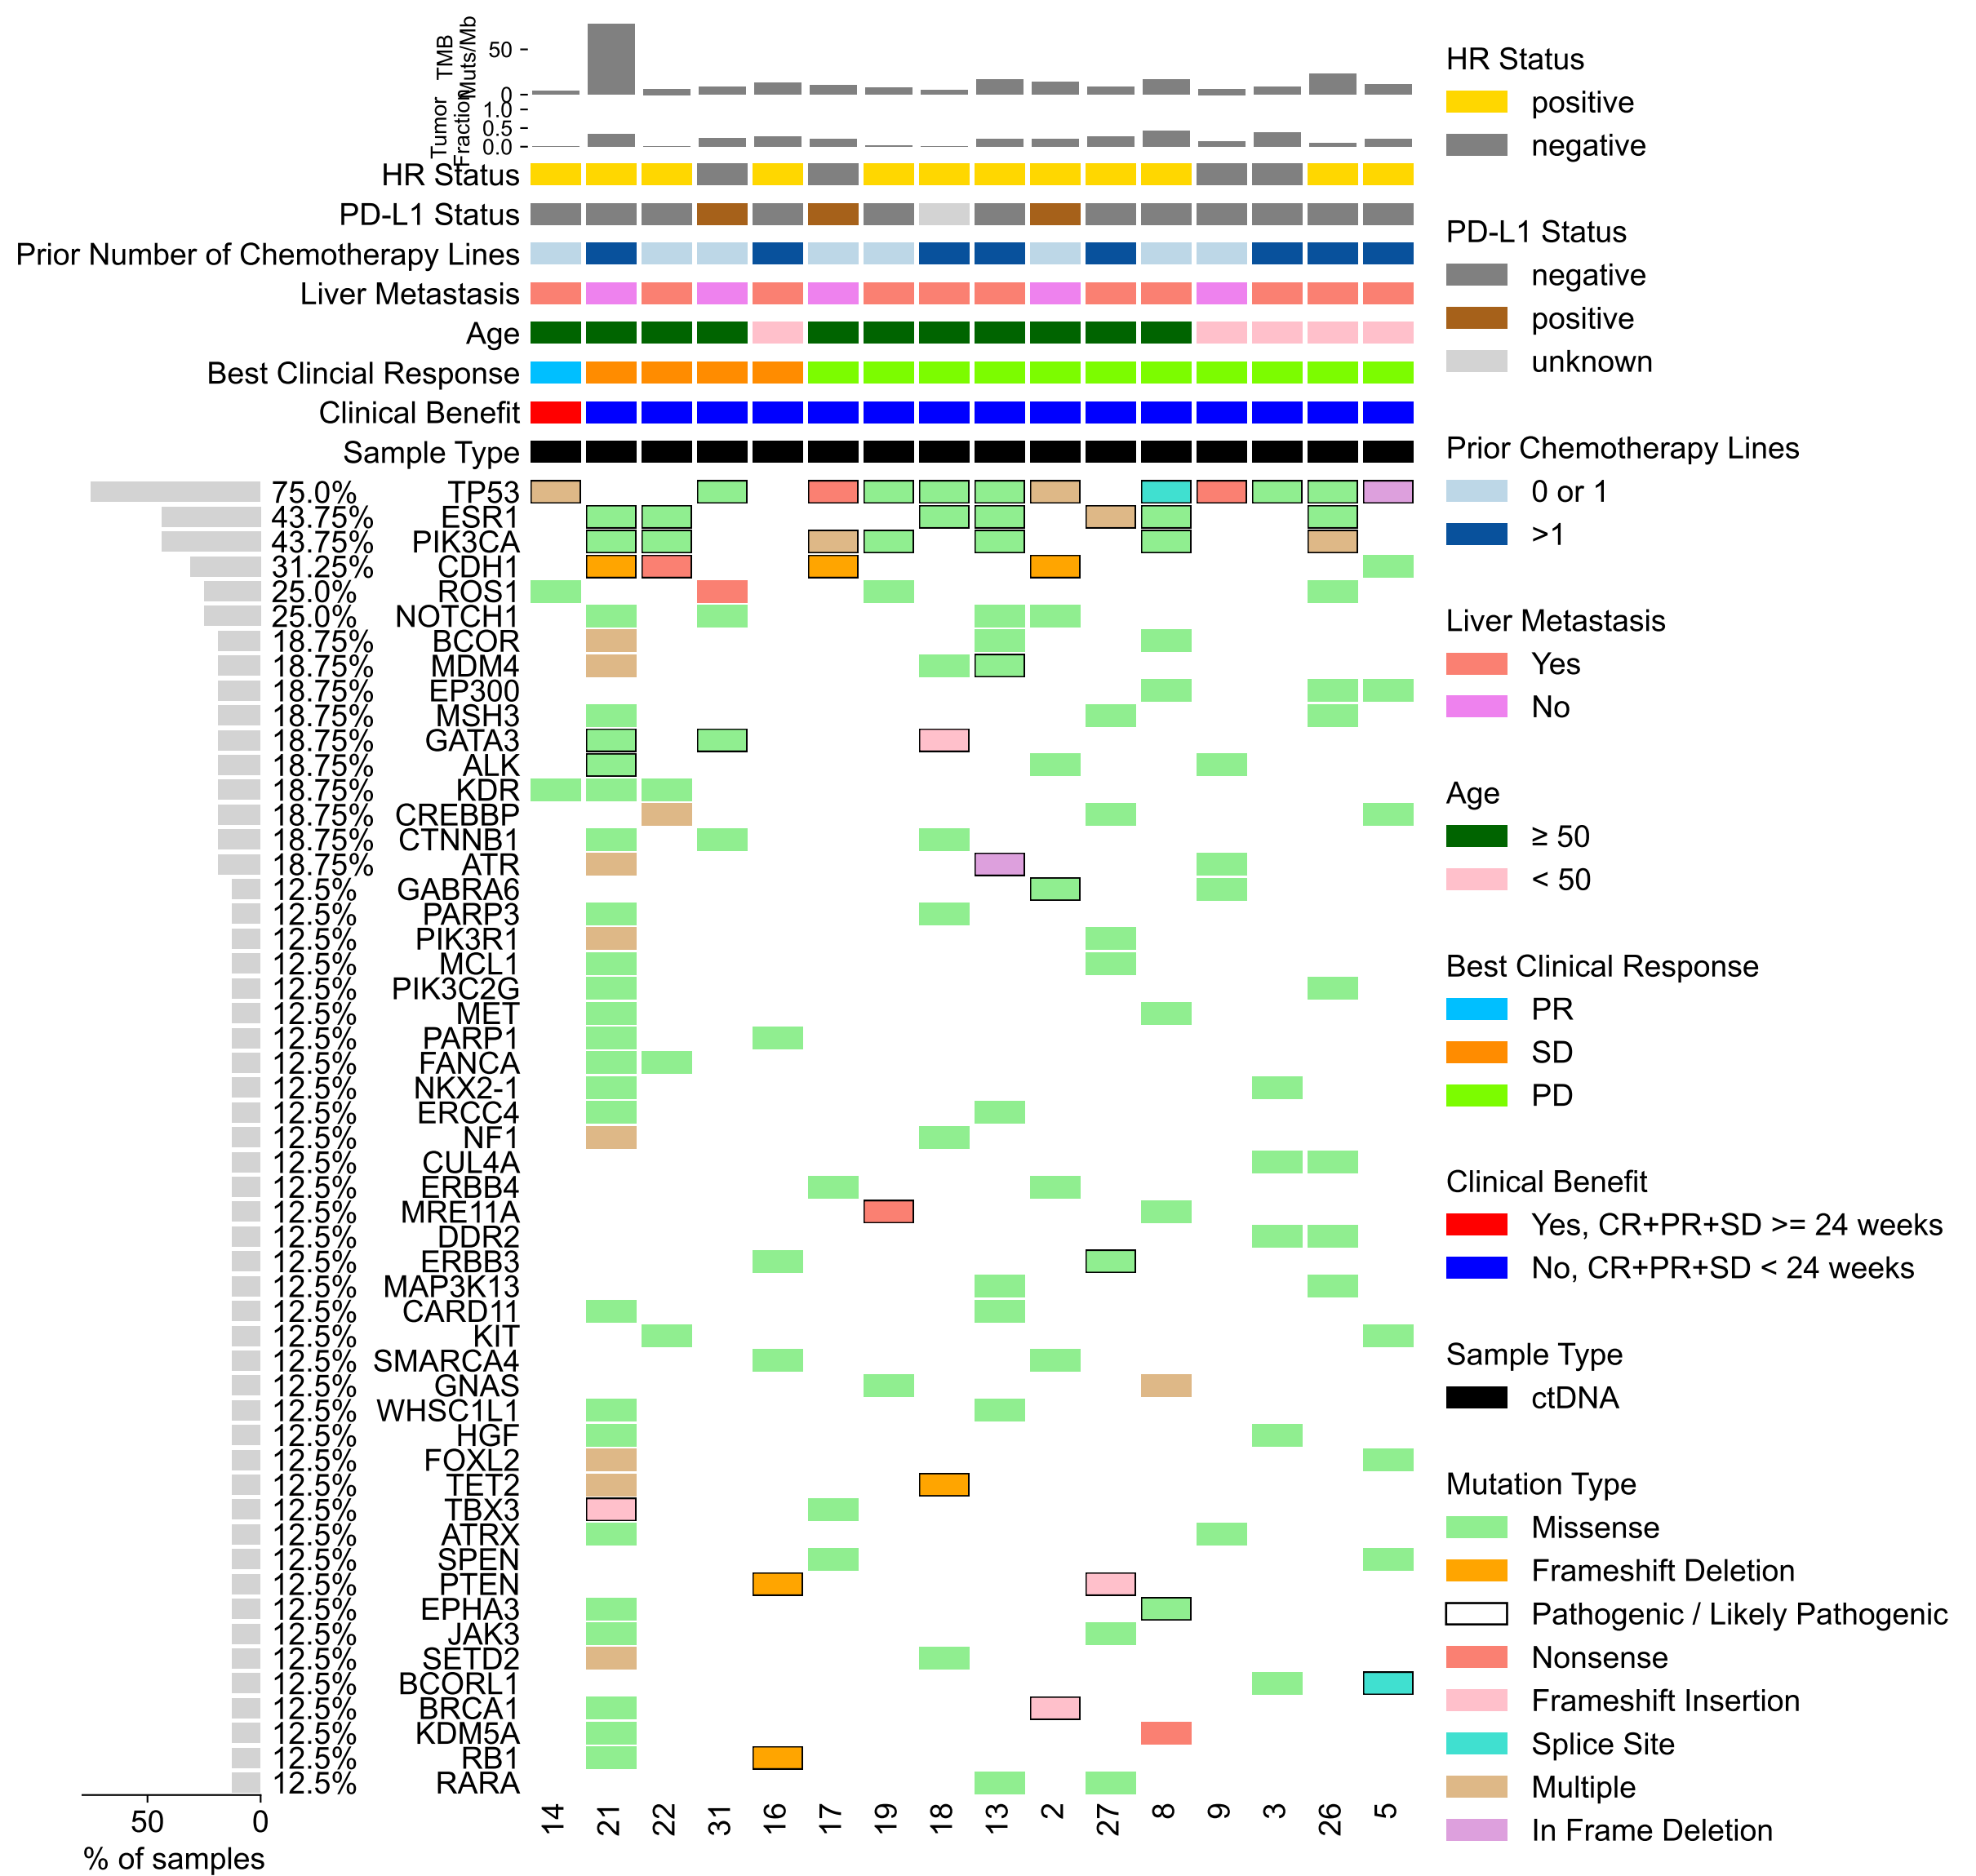 TMB
Muts/Mb
50
0
Tumor
Fraction
1.0
0.5
0.0
HR Status
PD-L1 Status
Prior Number of Chemotherapy Lines
Liver Metastasis
Age
Best Clincial Response
Clinical Benefit
Sample Type
75.0% TP53
43.75% ESR1
43.75% PIK3CA
31.25% CDH1
25.0% ROS1
25.0% NOTCH1
18.75% BCOR
18.75% MDM4
18.75% EP300
18.75% MSH3
18.75% GATA3
18.75% ALK
18.75% KDR
18.75% CREBBP
18.75% CTNNB1
18.75% ATR
12.5% GABRA6
12.5% PARP3
12.5% PIK3R1
12.5% MCL1
12.5% PIK3C2G
12.5% MET
12.5% PARP1
12.5% FANCA
12.5% NKX2-1
12.5% ERCC4
12.5% NF1
12.5% CUL4A
12.5% ERBB4
12.5% MRE11A
12.5% DDR2
12.5% ERBB3
12.5% MAP3K13
12.5% CARD11
12.5% KIT
12.5% SMARCA4
12.5% GNAS
12.5% WHSC1L1
12.5% HGF
12.5% FOXL2
12.5% TET2
12.5% TBX3
12.5% ATRX
12.5% SPEN
12.5% PTEN
12.5% EPHA3
12.5% JAK3
12.5% SETD2
12.5% BCORL1
12.5% BRCA1
12.5% KDM5A
12.5% RB1
12.5% RARA
50 0
% of samples
14 21 22 31 16 17 19 18 13 2 27 8 9 3 26 5
HR Status
positive
negative
PD-L1 Status
negative
positive
unknown
Prior Chemotherapy Lines
0 or 1
>1
Liver Metastasis
Yes
No
Age
≥ 50
< 50
Best Clinical Response
PR
SD
PD
Clinical Benefit
Yes, CR+PR+SD >= 24 weeks
No, CR+PR+SD < 24 weeks
Sample Type
ctDNA
Mutation Type
Missense
Frameshift Deletion
Pathogenic / Likely Pathogenic
Nonsense
Frameshift Insertion
Splice Site
Multiple
In Frame Deletion